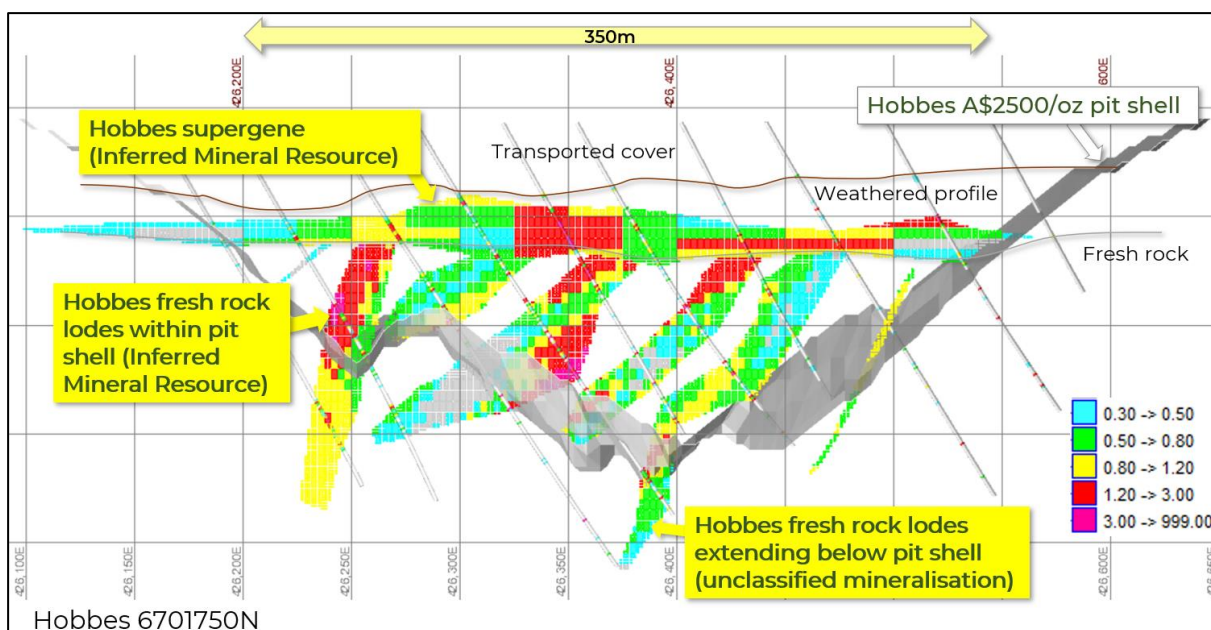 350m
426,200E
426,400E
600E
Hobbes A$2500/oz pit shell
Hobbes supergene
(Inferred Mineral Resource)
Transported cover
Weathered profile
Fresh rock
Hobbes fresh rock
lodes within pit
shell (Inferred
Mineral Resource)
0.30 -> 0.50
0.50 -> 0.80
0.80 -> 1.20
1.20 -> 3.00
3.00 -> 999.00
Hobbes fresh rock lodes
extending below pit shell
(unclassified mineralisation)
426,100E
426,150E
426,200E
426,250E
426,300E
426,350E
426,400E
426,600E
Hobbes 6701750N